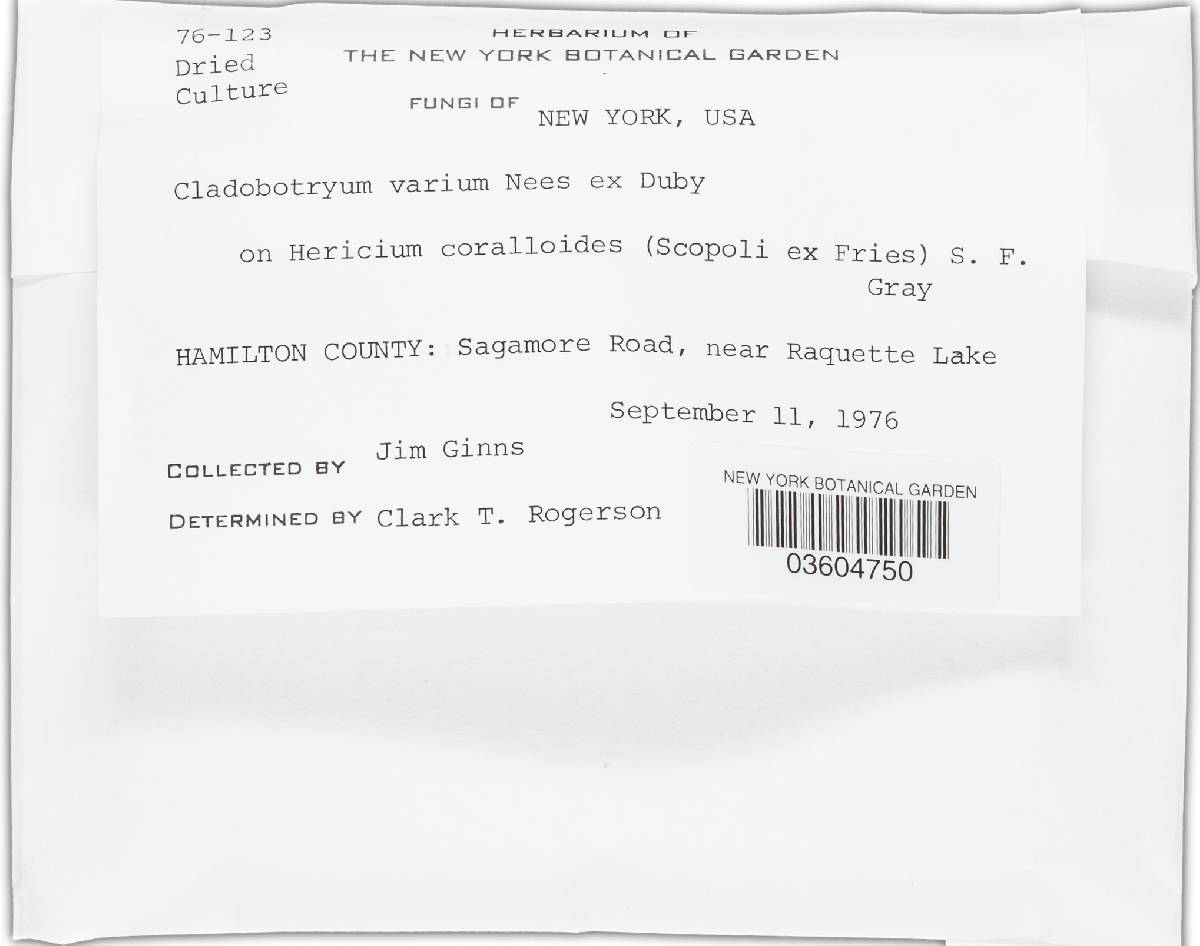 76-123
Dried
Culture
HERBARIUM OF
THE NEW YORK BOTANICAL GARDEN
FUNGI OF NEW YORK, USA
Cladobotryum varium Nees ex Duby
on Hericium coralloides (Scopoli ex Fries) S. F.
Gray
HAMILTON COUNTY: Sagamore Road, near Raquette Lake
September 11, 1976
COLLECTED BY Jim Ginns
DETERMINED BY Clark T. Rogerson
NEW YORK BOTANICAL GARDEN
03604750